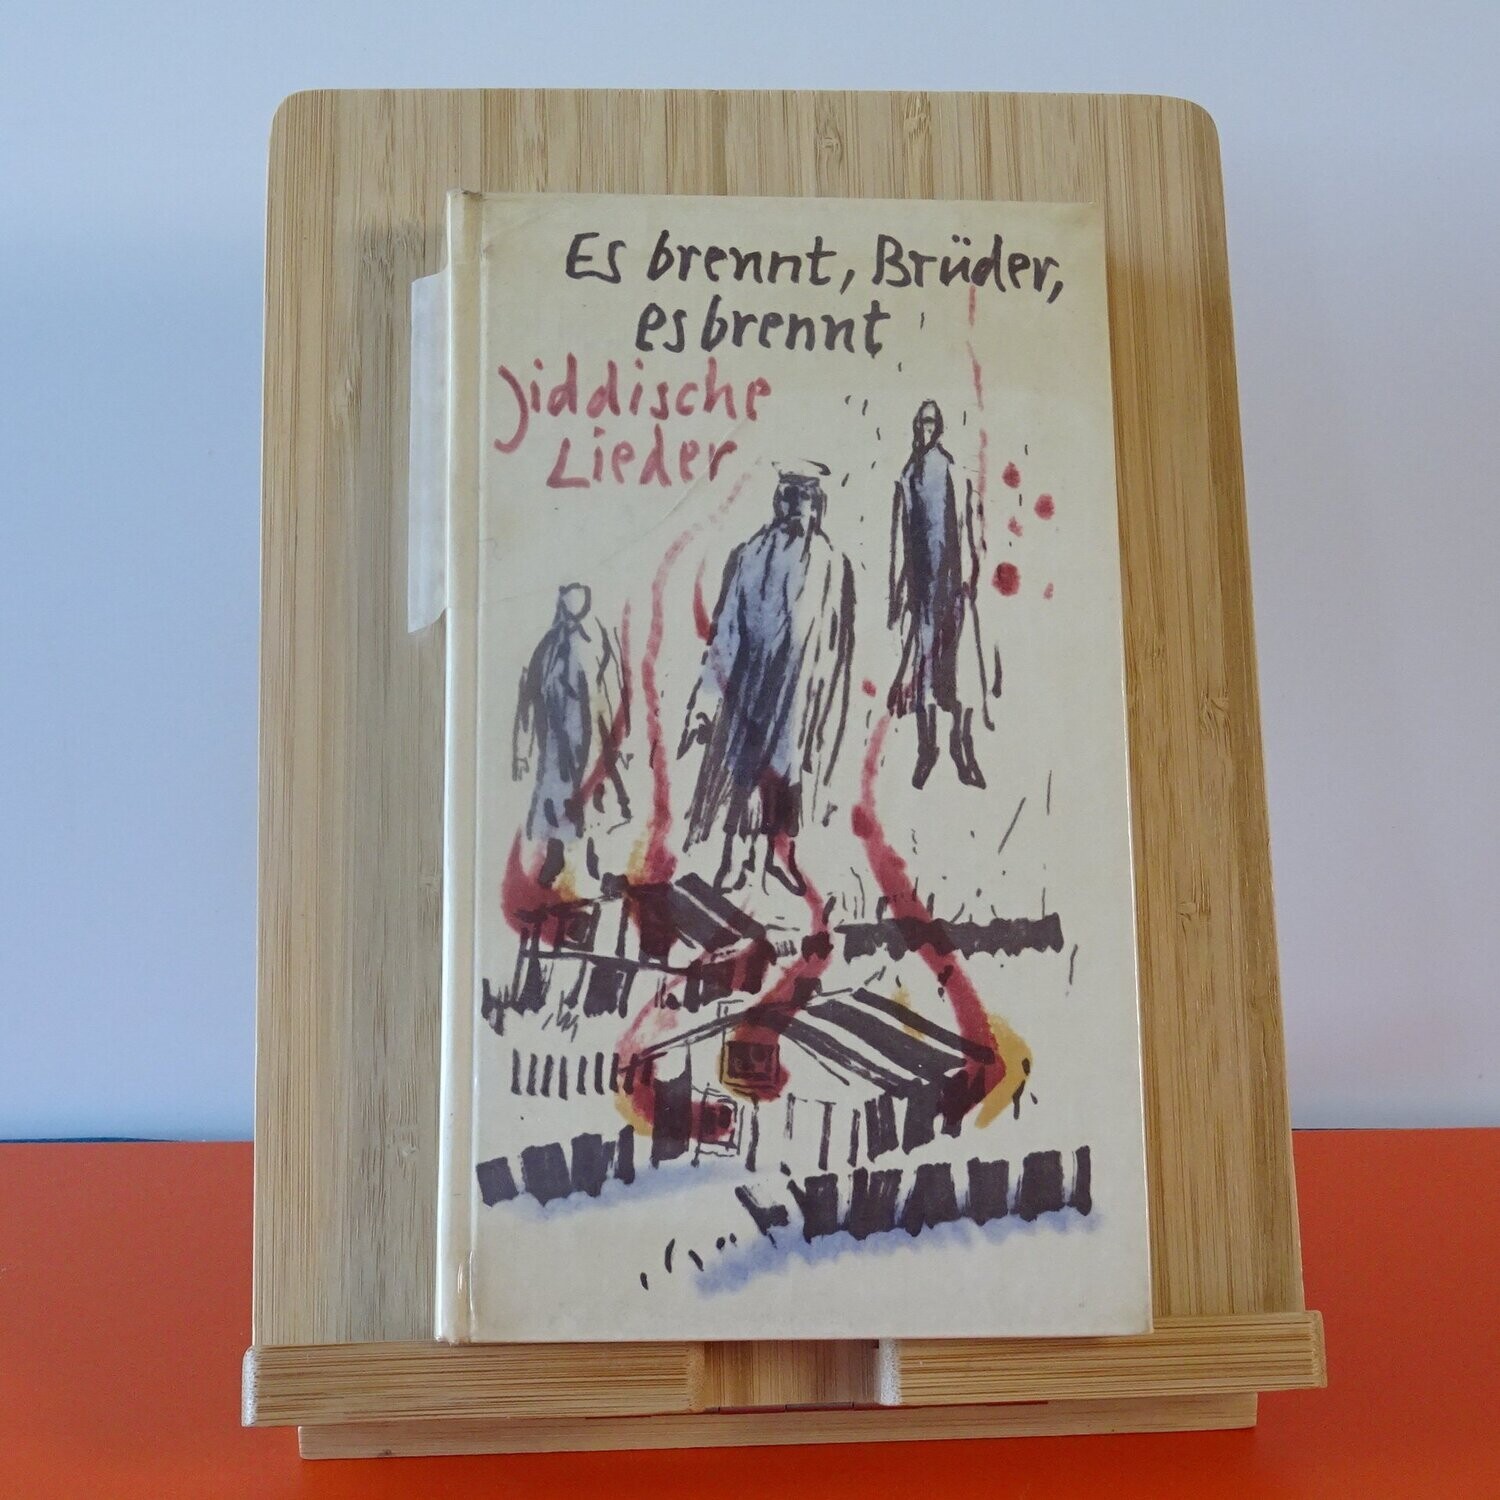 Es brennt, Brüder,
es brennt
Jiddische
Lieder